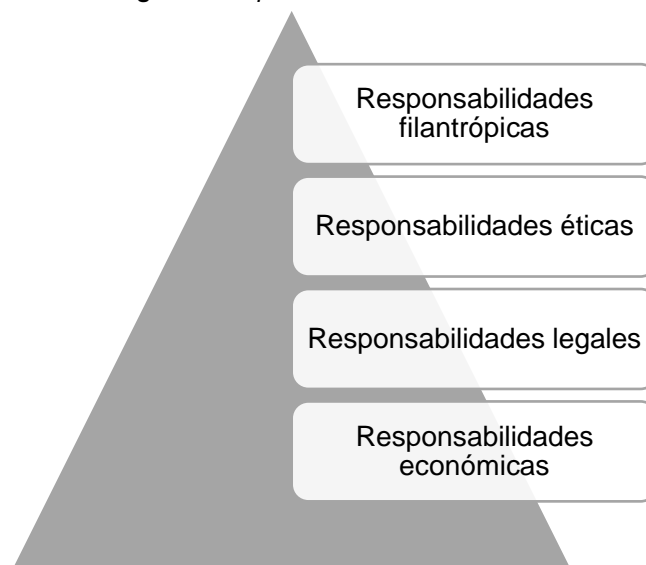 Responsabilidades
filantrópicas
Responsabilidades éticas
Responsabilidades legales
Responsabilidades
económicas